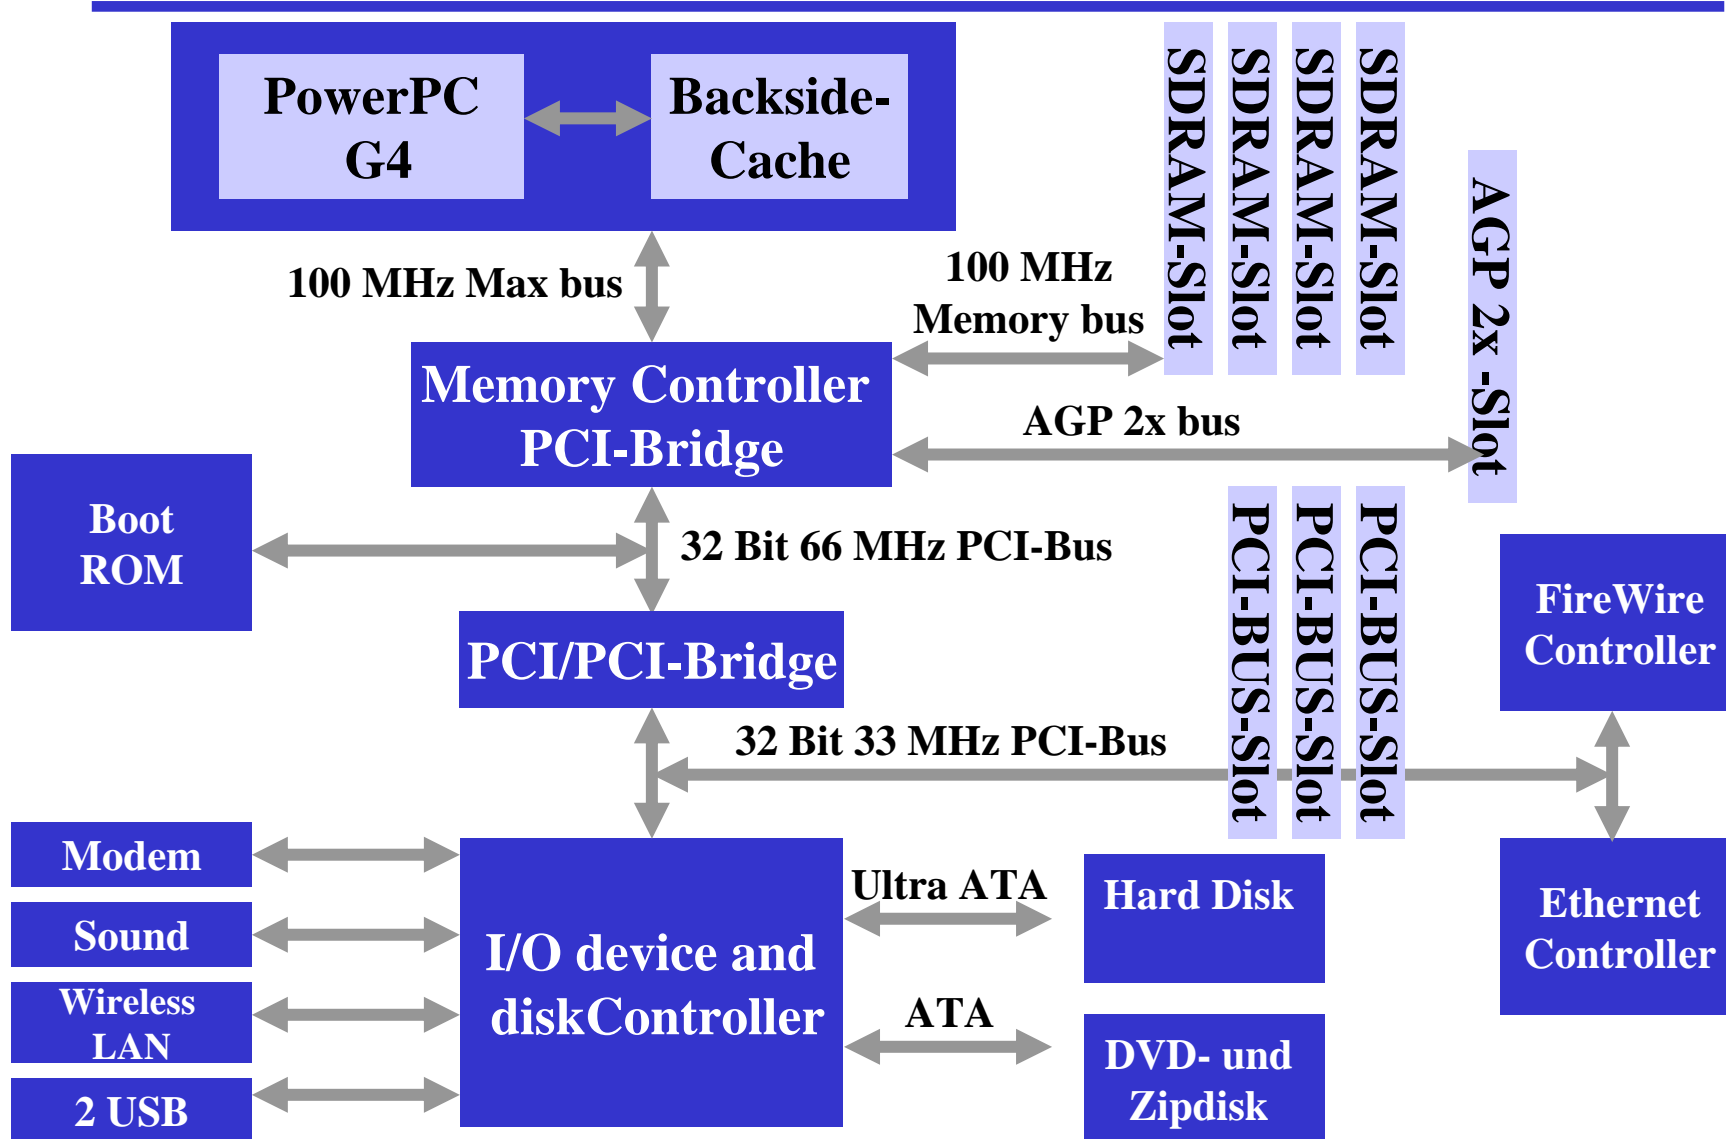 PowerPC
G4
Backside-
Cache
SDRAM-Slot
SDRAM-Slot
SDRAM-Slot
SDRAM-Slot
AGP 2x -Slot
100 MHz Max bus
100 MHz
Memory bus
Memory Controller
PCI-Bridge
AGP 2x bus
Boot
ROM
32 Bit 66 MHz PCI-Bus
PCI-BUS-Slot
PCI-BUS-Slot
PCI-BUS-Slot
FireWire
Controller
PCI/PCI-Bridge
32 Bit 33 MHz PCI-Bus
Modem
Sound
Wireless
LAN
2 USB
I/O device and
diskController
Ultra ATA
ATA
Hard Disk
DVD- und
Zipdisk
Ethernet
Controller